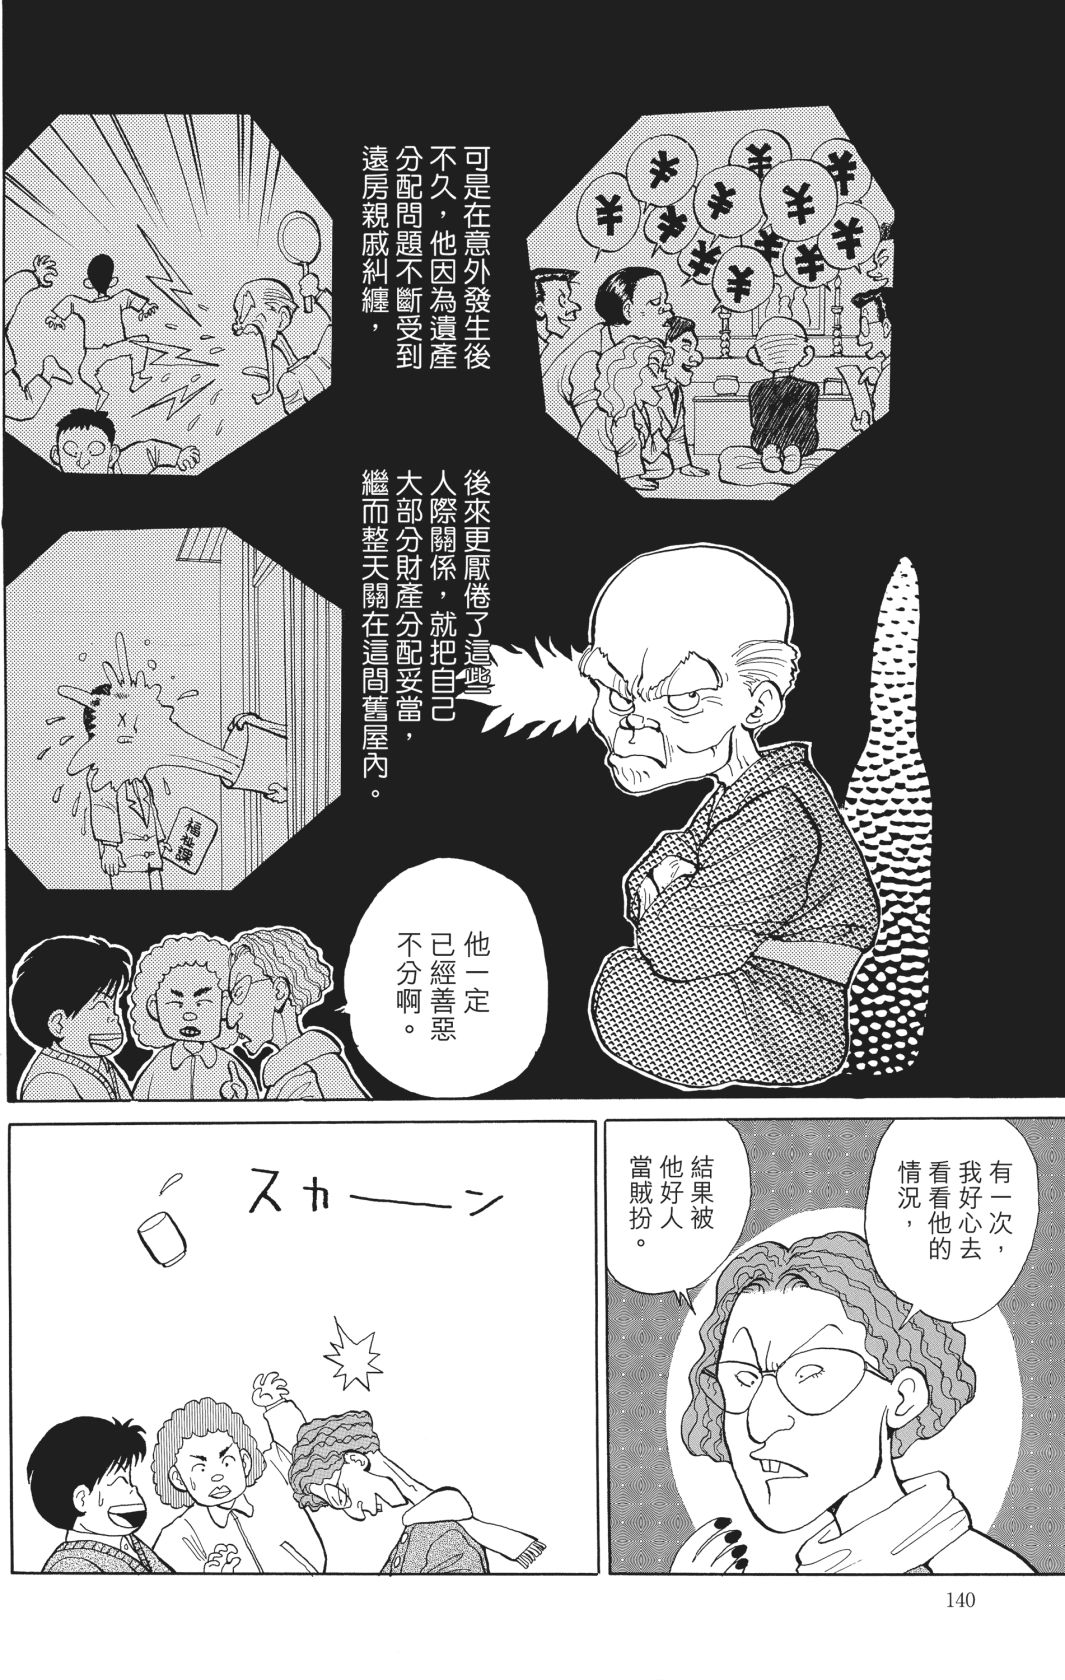 可是在意外發生後
不久，他因為遺產
分配問題不斷受到
遠房親戚糾纏，
¥
¥
¥
¥
¥
¥
¥
¥
¥
¥
後來更厭倦了這些
人際關係，就把自己
大部分財產分配妥當，
繼而整天關在這間舊屋內。
福祉課
他一定
已經善惡
不分啊。
有一次，
我好心去
看看他的
情況，
結果被
他好人
當賊扮。
スカーン
140